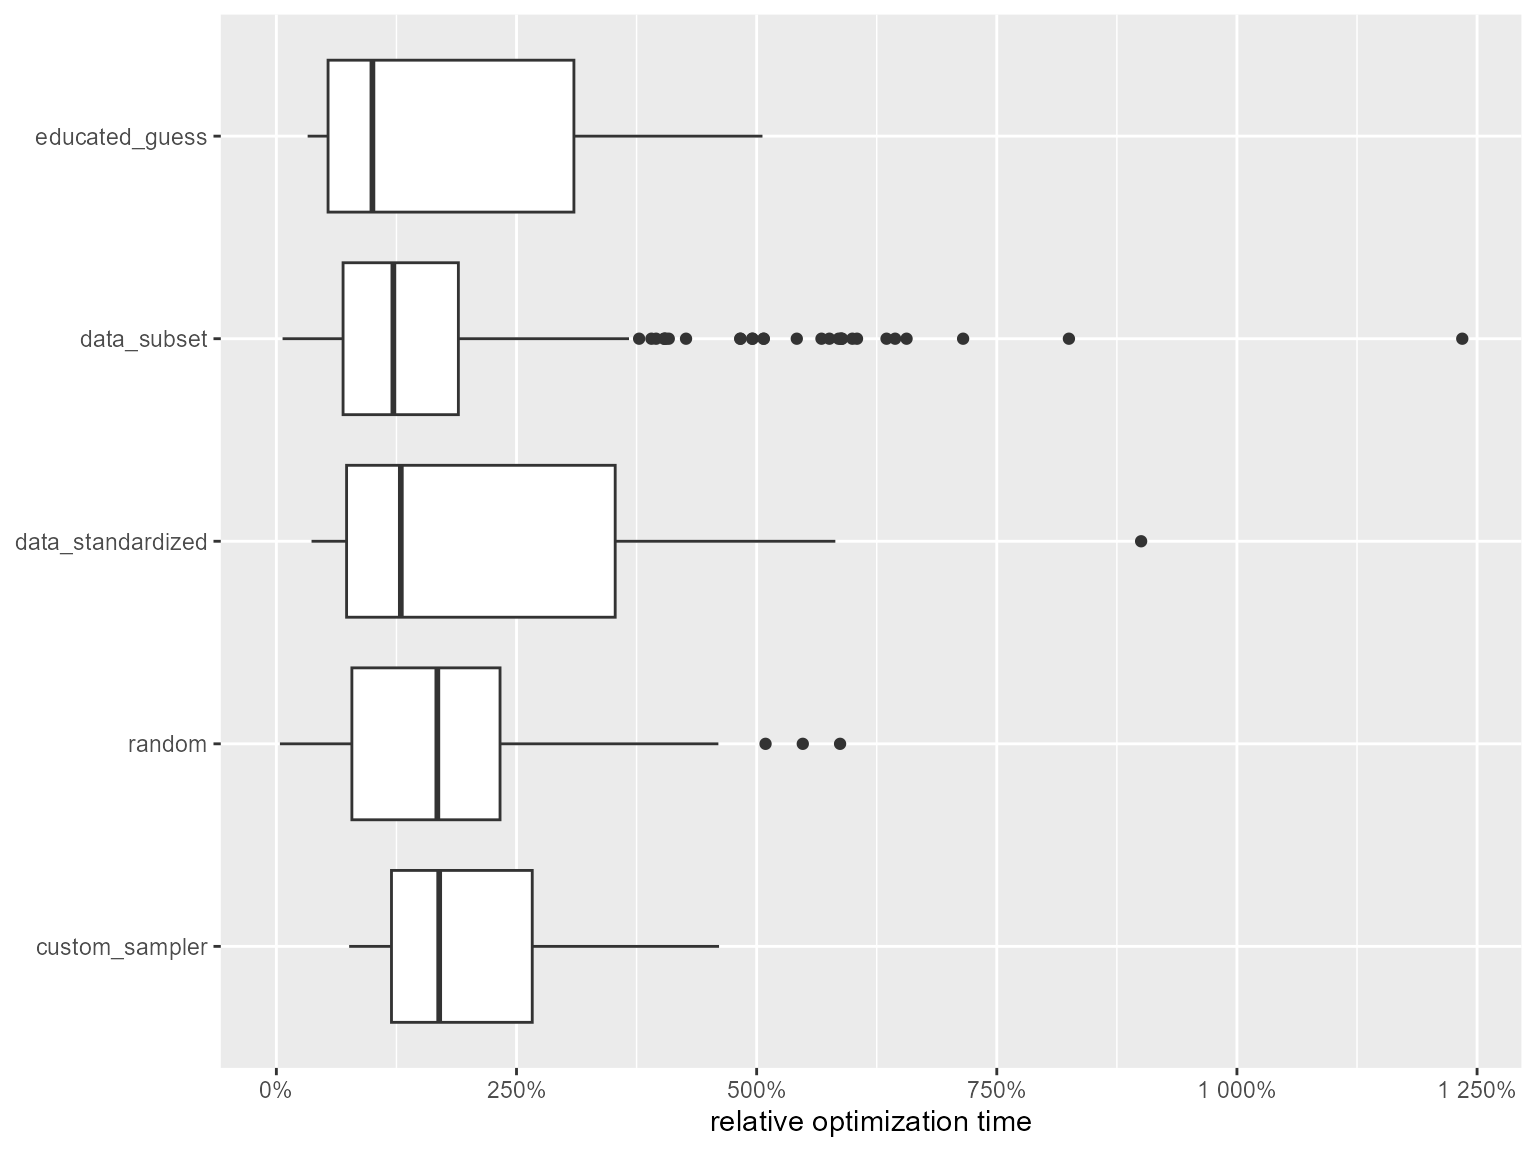 educated_guess
data_subset
data_standardized
random
custom_sampler
0% 250% 500% 750% 1 000% 1 250%
relative optimization time